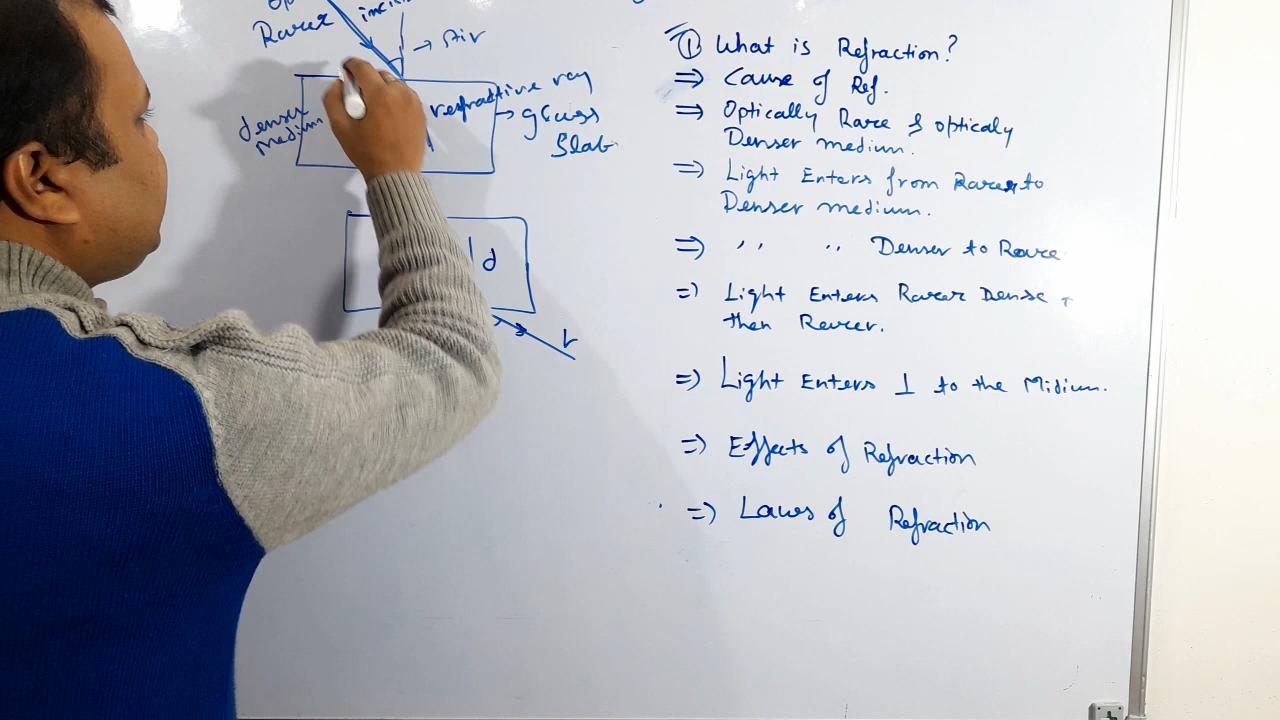 Rarer
→ Air
refractive ray
→ glass
Slab
denser
medium
d
① What is Refraction?
⇒ Cause of Ref.
⇒ Optically Rare & optically
Denser medium.
⇒ Light Enters from Rarer to
Denser medium.
⇒ ,, ,, Denser to Rare
⇒ Light Enters Rarer Dense +
then Rarer.
⇒ Light Enters ⊥ to the Midium.
⇒ Effects of Refraction
⇒ Laws of Refraction